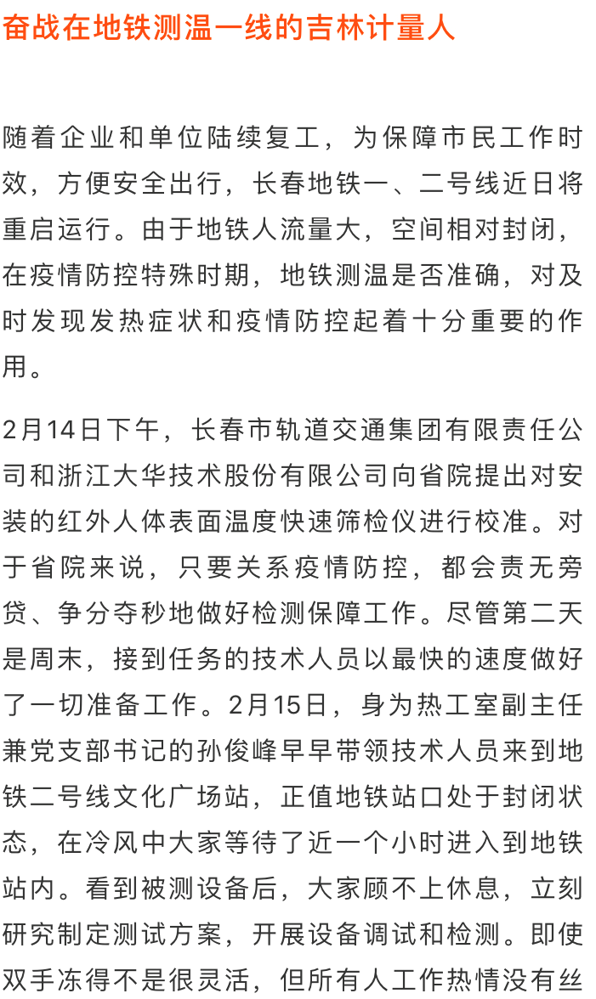 奋战在地铁测温一线的吉林计量人
随着企业和单位陆续复工，为保障市民工作时
效，方便安全出行，长春地铁一、二号线近日将
重启运行。由于地铁人流量大，空间相对封闭，
在疫情防控特殊时期，地铁测温是否准确，对及
时发现发热症状和疫情防控起着十分重要的作
用。
2月14日下午，长春市轨道交通集团有限责任公
司和浙江大华技术股份有限公司向省院提出对安
装的红外人体表面温度快速筛检仪进行校准。对
于省院来说，只要关系疫情防控，都会责无旁
贷、争分夺秒地做好检测保障工作。尽管第二天
是周末，接到任务的技术人员以最快的速度做好
了一切准备工作。2月15日，身为热工室副主任
兼党支部书记的孙俊峰早早带领技术人员来到地
铁二号线文化广场站，正值地铁站口处于封闭状
态，在冷风中大家等待了近一个小时进入到地铁
站内。看到被测设备后，大家顾不上休息，立刻
研究制定测试方案，开展设备调试和检测。即使
双手冻得不是很灵活，但所有人工作热情没有丝